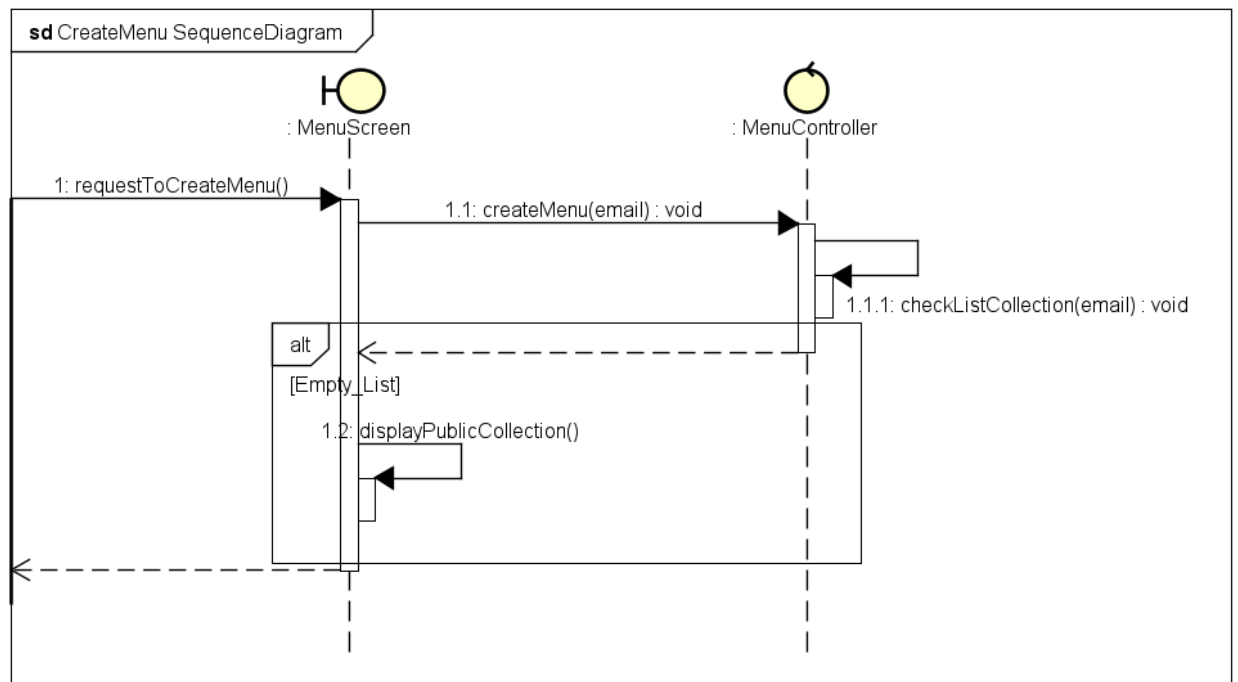 sd CreateMenu SequenceDiagram
: MenuScreen
: MenuController
1: requestToCreateMenu()
1.1: createMenu(email) : void
1.1.1: checkListCollection(email) : void
alt
[Empty_List]
1.2: displayPublicCollection()